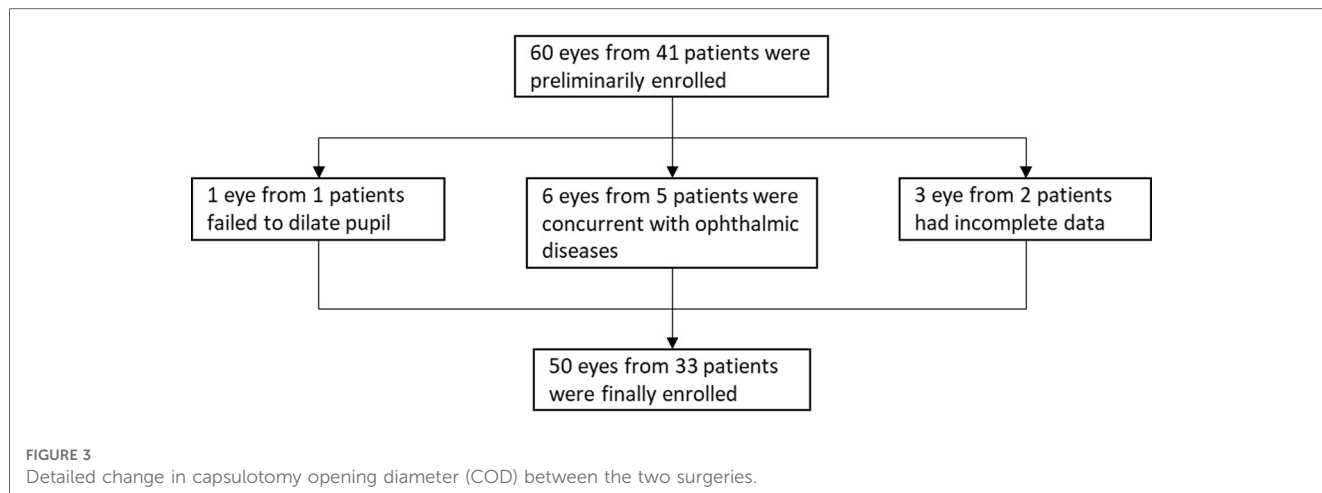 60 eyes from 41 patients were
preliminarily enrolled
1 eye from 1 patients
failed to dilate pupil
6 eyes from 5 patients were
concurrent with ophthalmic
diseases
3 eye from 2 patients
had incomplete data
50 eyes from 33 patients
were finally enrolled
FIGURE 3
Detailed change in capsulotomy opening diameter (COD) between the two surgeries.